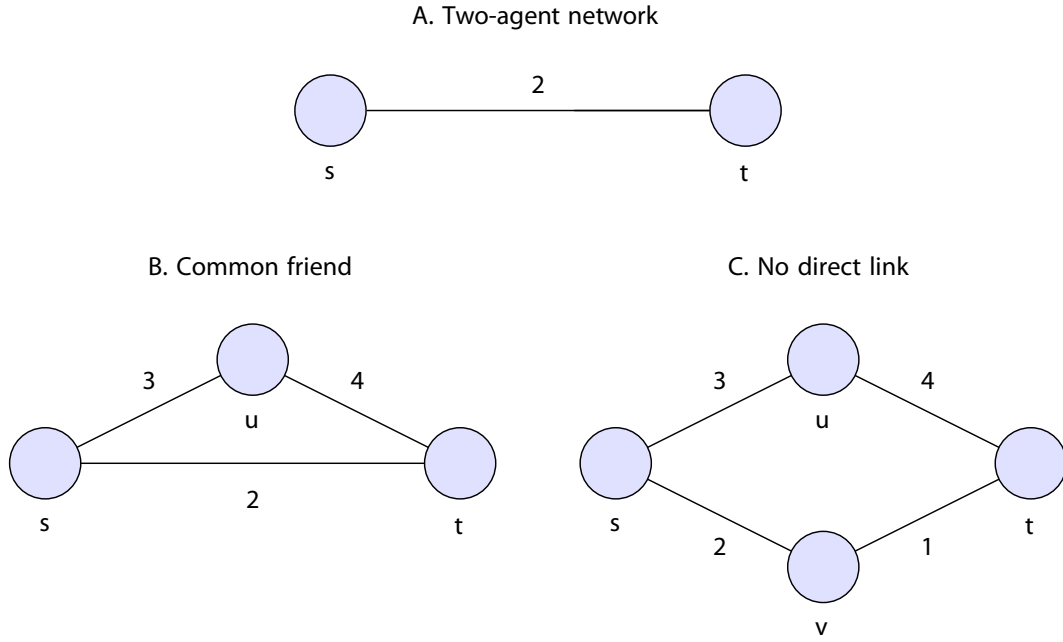 A. Two-agent network
2
s
t
B. Common friend
3
4
u
2
s
t
C. No direct link
3
4
u
s
t
2
1
v